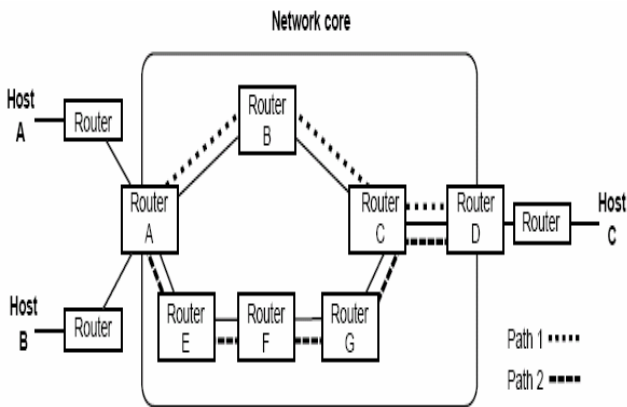 Network core
Host
A
Router
Router
B
Router
A
Router
C
Router
D
Router
Host
C
Host
B
Router
Router
E
Router
F
Router
G
Path 1
Path 2